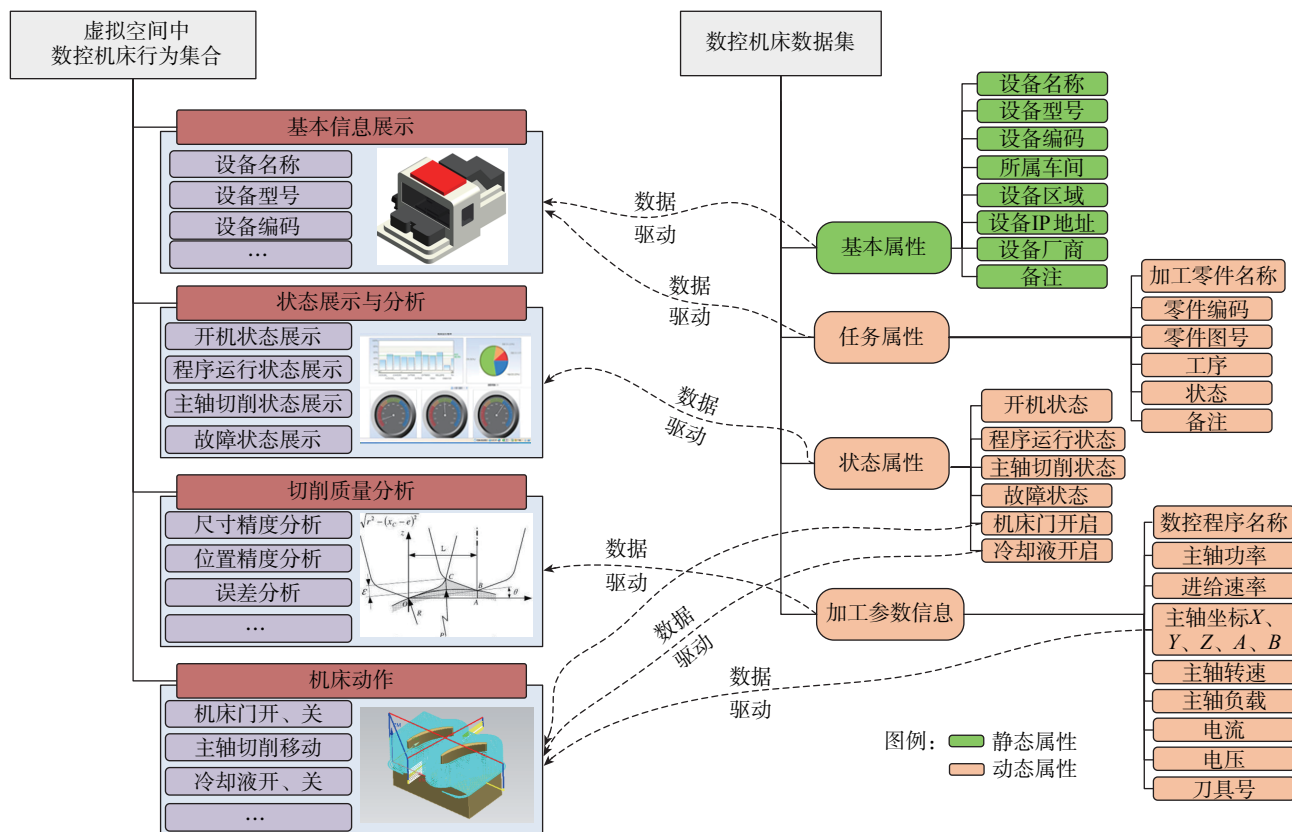 虚拟空间中
数控机床行为集合
基本信息展示
设备名称
设备型号
设备编码
…
状态展示与分析
开机状态展示
程序运行状态展示
主轴切削状态展示
故障状态展示
切削质量分析
尺寸精度分析
位置精度分析
误差分析
…
√r²−(x_C−e)²
z
L
C
B
ε
O
A
θ
R
机床动作
机床门开、关
主轴切削移动
冷却液开、关
…
数据
驱动
数据
驱动
数据
驱动
数据
驱动
数据
驱动
数据
驱动
数控机床数据集
基本属性
设备名称
设备型号
设备编码
所属车间
设备区域
设备IP地址
设备厂商
备注
任务属性
加工零件名称
零件编码
零件图号
工序
状态
备注
状态属性
开机状态
程序运行状态
主轴切削状态
故障状态
机床门开启
冷却液开启
加工参数信息
数控程序名称
主轴功率
进给速率
主轴坐标X、
Y、Z、A、B
主轴转速
主轴负载
电流
电压
刀具号
图例：
静态属性
动态属性